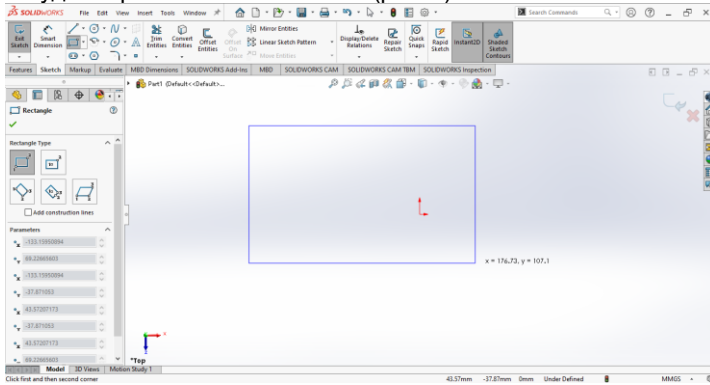 SOLIDWORKS File Edit View Insert Tools Window
Search Commands
Exit Sketch
Smart Dimension
Trim Entities
Convert Entities
Offset Entities
Offset On Surface
Mirror Entities
Linear Sketch Pattern
Move Entities
Display/Delete Relations
Repair Sketch
Quick Snaps
Rapid Sketch
Instant2D
Shaded Sketch Contours
Features Sketch Markup Evaluate MBD Dimensions SOLIDWORKS Add-Ins MBD SOLIDWORKS CAM SOLIDWORKS CAM TBM SOLIDWORKS Inspection
Part1 (Default<<Default>...
Rectangle
Rectangle Type
Add construction lines
Parameters
-133.15950894
69.22665603
-133.15950894
-37.871053
43.57207173
-37.871053
43.57207173
69.22665603
x = 176.73, y = 107.1
*Top
Model 3D Views Motion Study 1
Click first and then second corner 43.57mm -37.87mm 0mm Under Defined MMGS